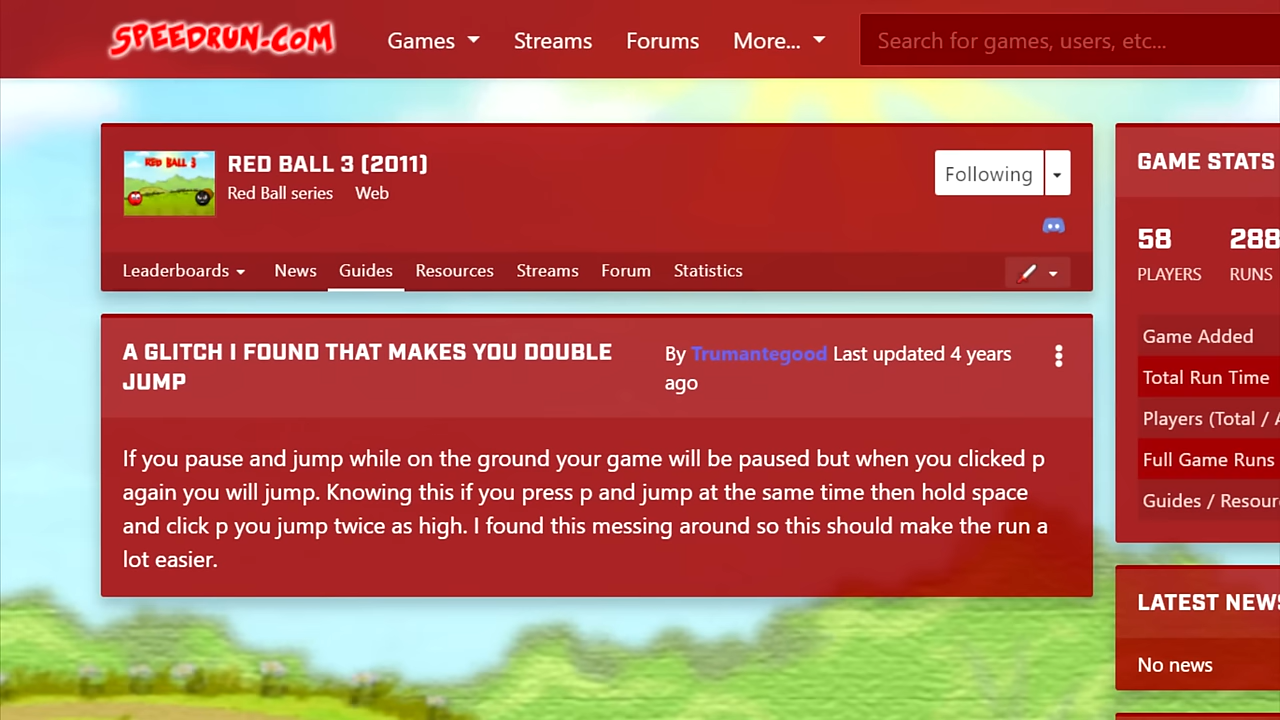 SPEEDRUN.COM
Games
Streams
Forums
More...
Search for games, users, etc...
RED BALL 3
RED BALL 3 (2011)
Red Ball series
Web
Following
Leaderboards
News
Guides
Resources
Streams
Forum
Statistics
A GLITCH I FOUND THAT MAKES YOU DOUBLE
JUMP
By Trumantegood Last updated 4 years
ago
If you pause and jump while on the ground your game will be paused but when you clicked p
again you will jump. Knowing this if you press p and jump at the same time then hold space
and click p you jump twice as high. I found this messing around so this should make the run a
lot easier.
GAME STATS
58
288
PLAYERS
RUNS
Game Added
Total Run Time
Players (Total /
Full Game Runs
Guides / Resour
LATEST NEWS
No news